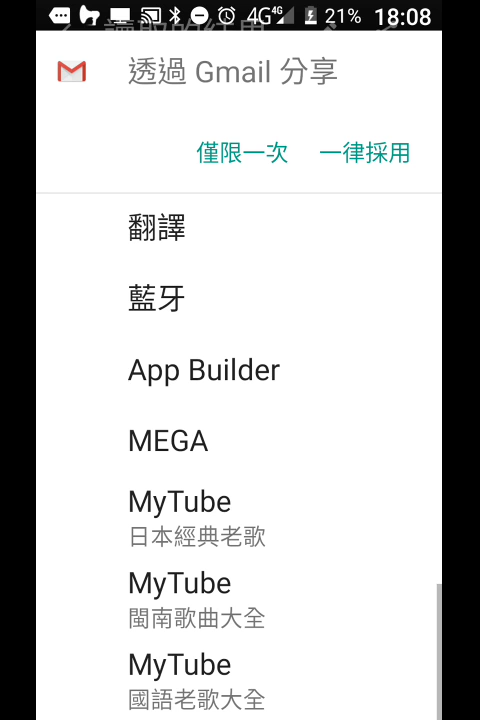 4G 4G 21% 18:08
透過 Gmail 分享
僅限一次 一律採用
翻譯
藍牙
App Builder
MEGA
MyTube
日本經典老歌
MyTube
閩南歌曲大全
MyTube
國語老歌大全